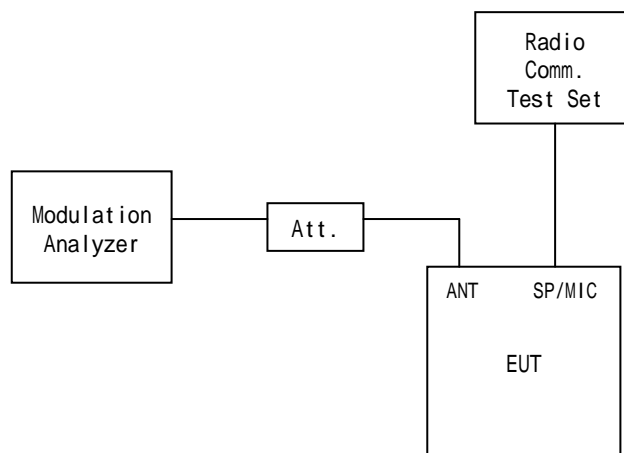 Radio
Comm.
Test Set
Modulation
Analyzer
Att.
ANT SP/MIC
EUT